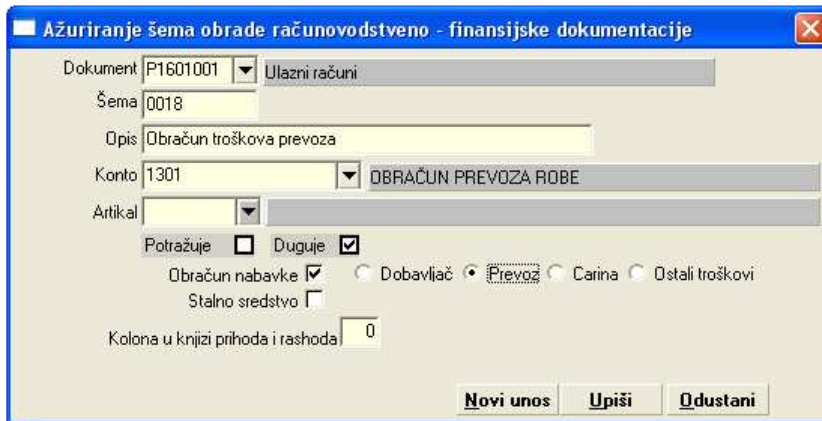 Ažuriranje šema obrade računovodstveno - finansijske dokumentacije
Dokument P1601001 Ulazni računi
Šema 0018
Opis Obračun troškova prevoza
Konto 1301 OBRAČUN PREVOZA ROBE
Artikal
Potražuje Duguje
Obračun nabavke Dobavljač Prevoz Carina Ostali troškovi
Stalno sredstvo
Kolona u knjizi prihoda i rashoda 0
Novi unos Upiši Odustani